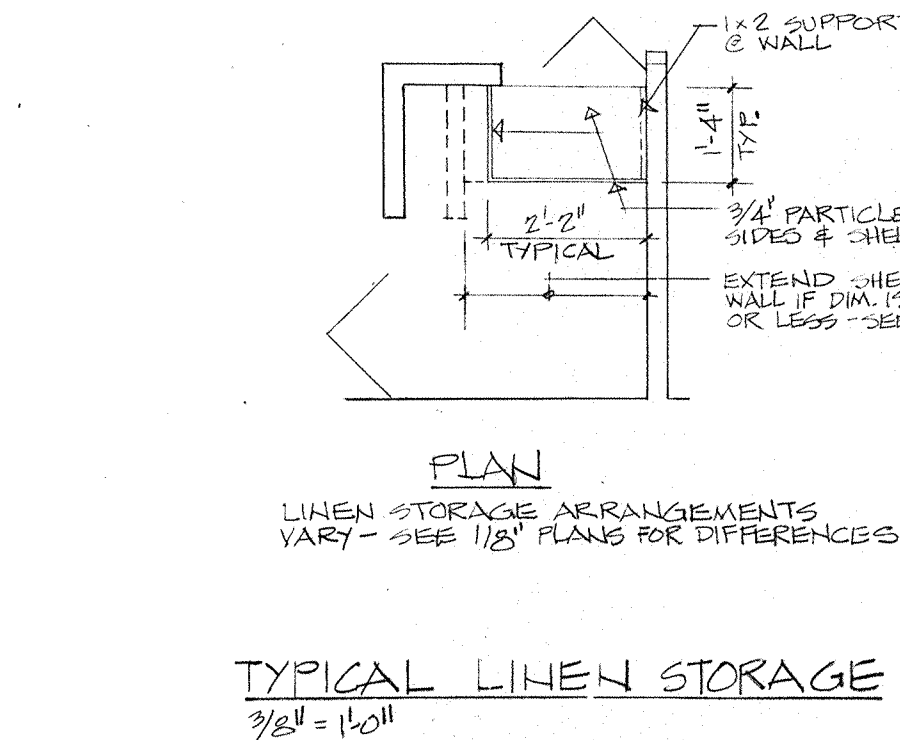 1x2 SUPPORT
@ WALL
1'-4"
TYP.
3/4" PARTICLE
SIDES & SHE
2'-2"
TYPICAL
EXTEND SHE
WALL IF DIM. IS
OR LESS - SEE
PLAN
LINEN STORAGE ARRANGEMENTS
VARY - SEE 1/8" PLANS FOR DIFFERENCES
TYPICAL LINEN STORAGE
3/8" = 1'-0"